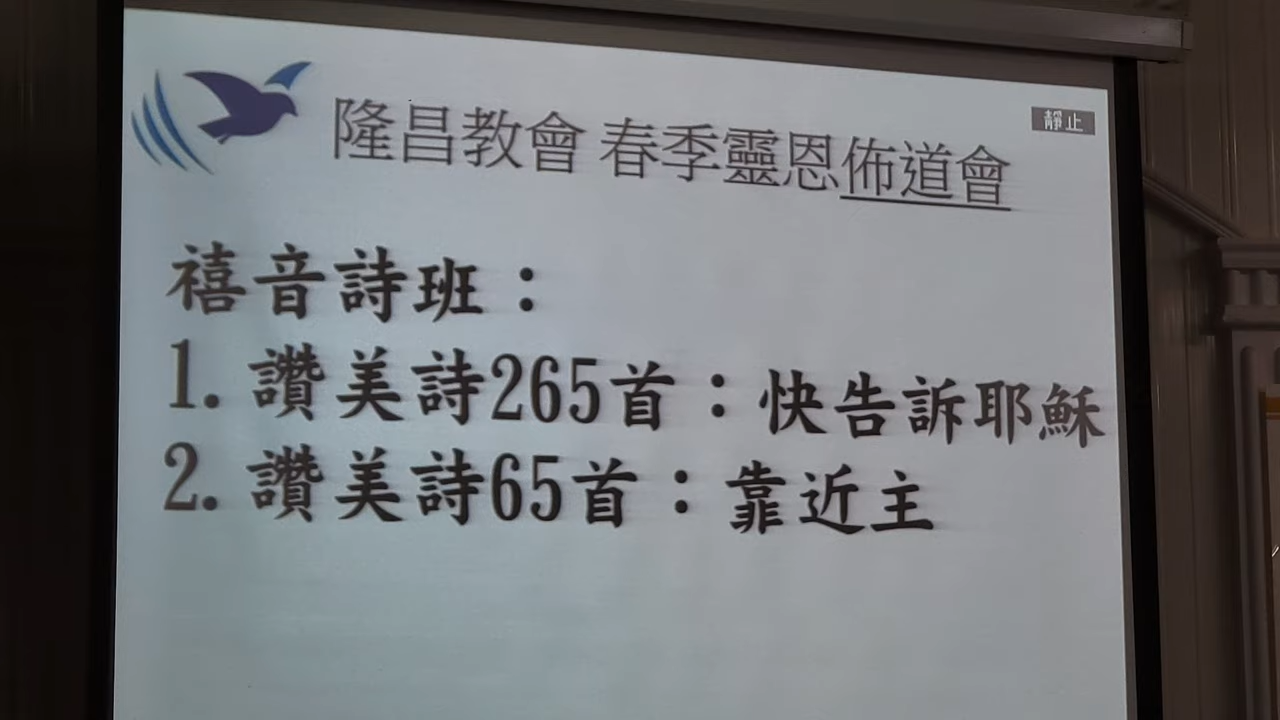 隆昌教會 春季靈恩佈道會
靜止
禧音詩班：
1. 讚美詩265首：快告訴耶穌
2. 讚美詩65首：靠近主